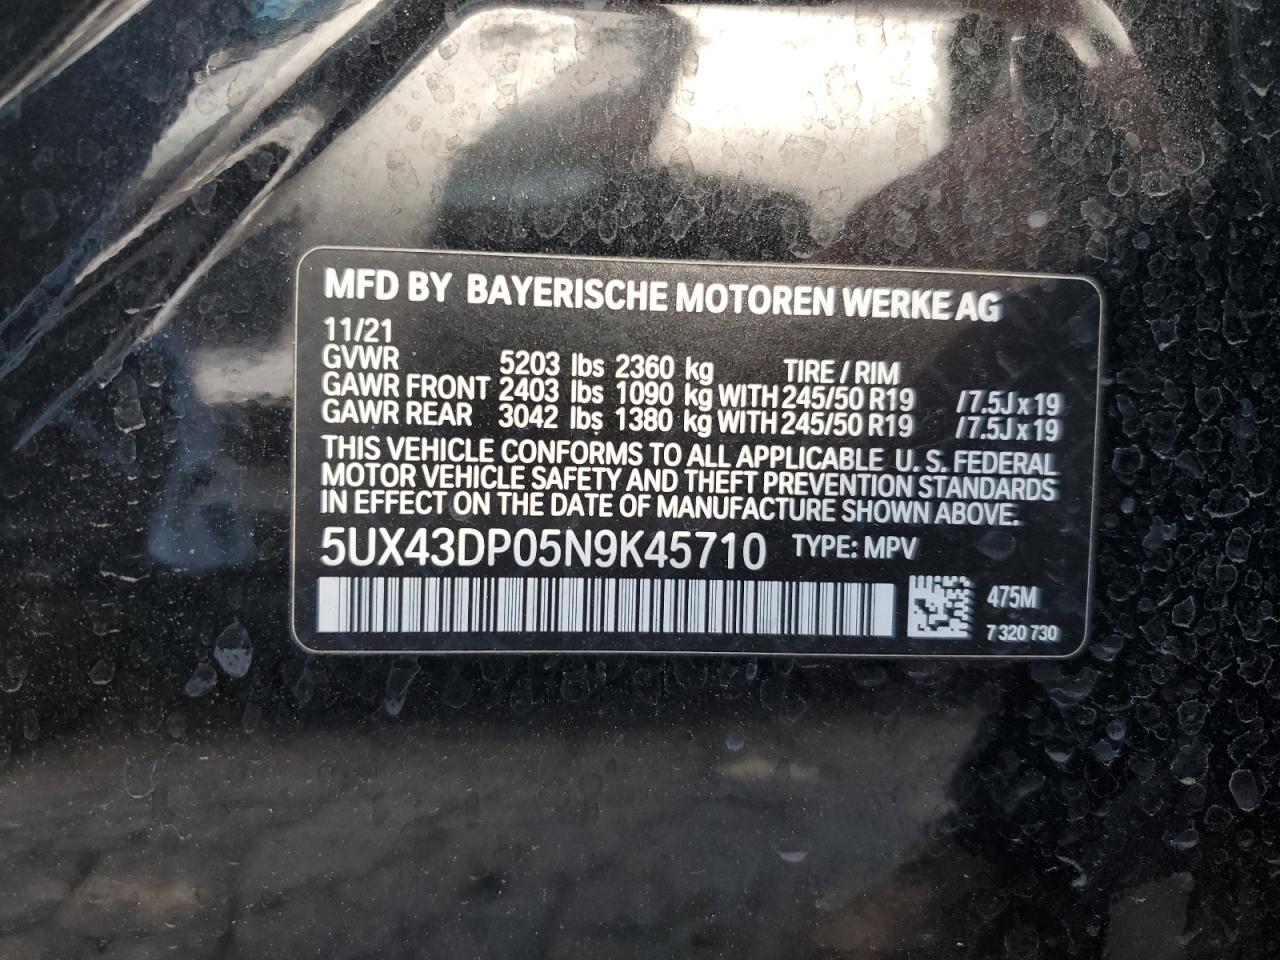 MFD BY BAYERISCHE MOTOREN WERKE AG
11/21
GVWR 5203 lbs 2360 kg TIRE / RIM
GAWR FRONT 2403 lbs 1090 kg WITH 245/50 R19 /7.5J x 19
GAWR REAR 3042 lbs 1380 kg WITH 245/50 R19 /7.5J x 19
THIS VEHICLE CONFORMS TO ALL APPLICABLE U. S. FEDERAL
MOTOR VEHICLE SAFETY AND THEFT PREVENTION STANDARDS
IN EFFECT ON THE DATE OF MANUFACTURE SHOWN ABOVE.
5UX43DP05N9K45710 TYPE: MPV
475M
7 320 730